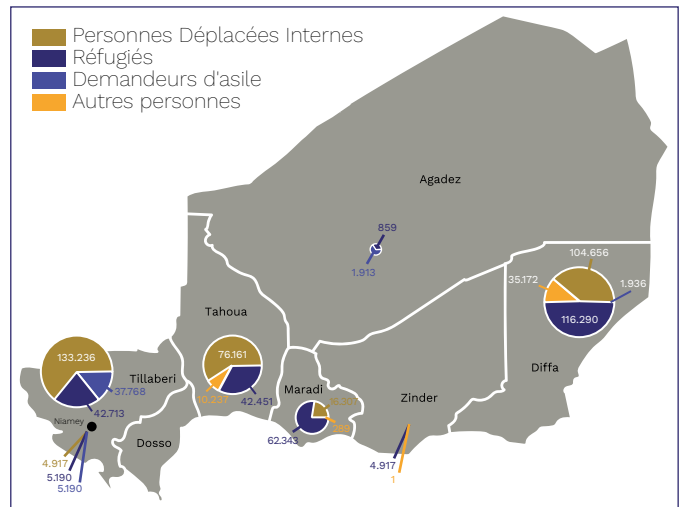 Personnes Déplacées Internes
Réfugiés
Demandeurs d'asile
Autres personnes
Agadez
859
1.913
104.656
35.172
1.936
116.290
Diffa
Tahoua
76.161
10.237
42.451
133.236
Tillaberi
37.768
42.713
Niamey
Dosso
4.917
5.190
5.190
Maradi
289
62.343
Zinder
4.917
1